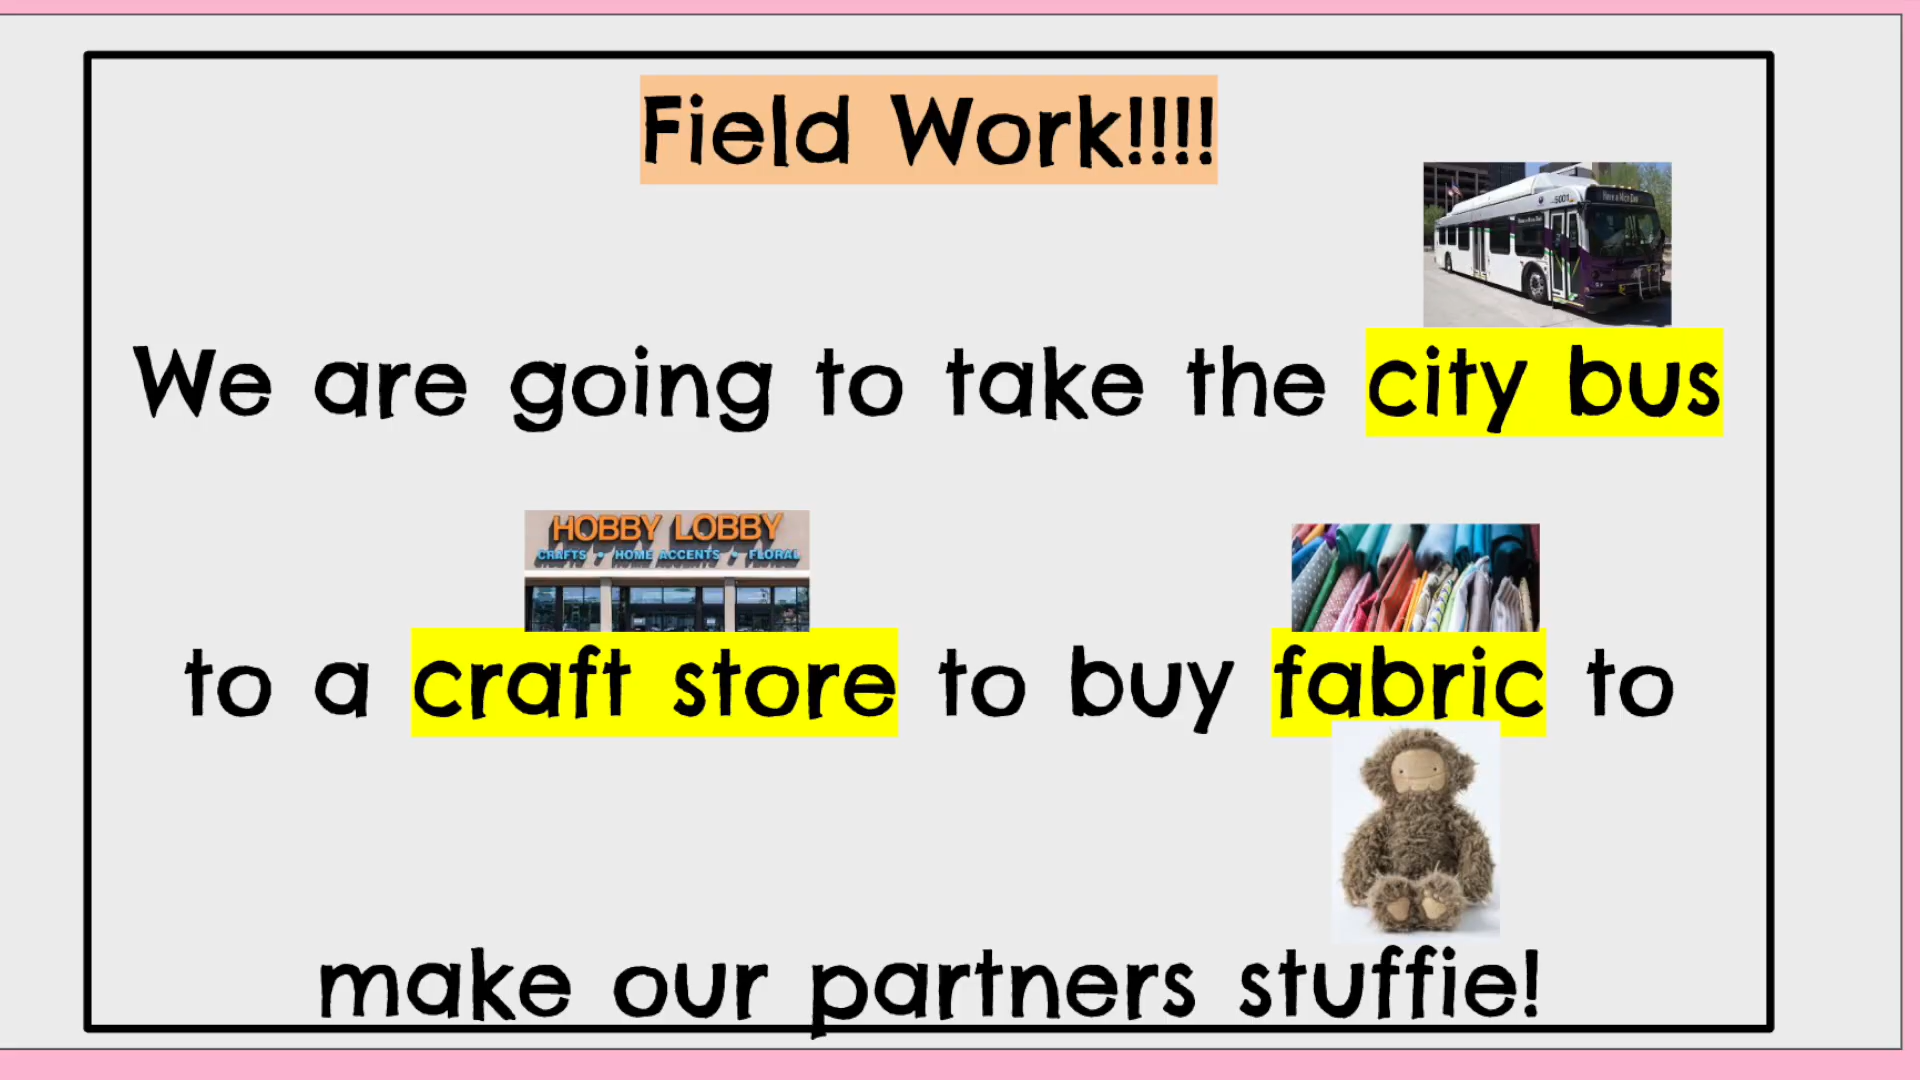 Field Work!!!!
5001
We are going to take the city bus
HOBBY LOBBY
CRAFTS • HOME ACCENTS • FLORAL
to a craft store to buy fabric to
make our partners stuffie!